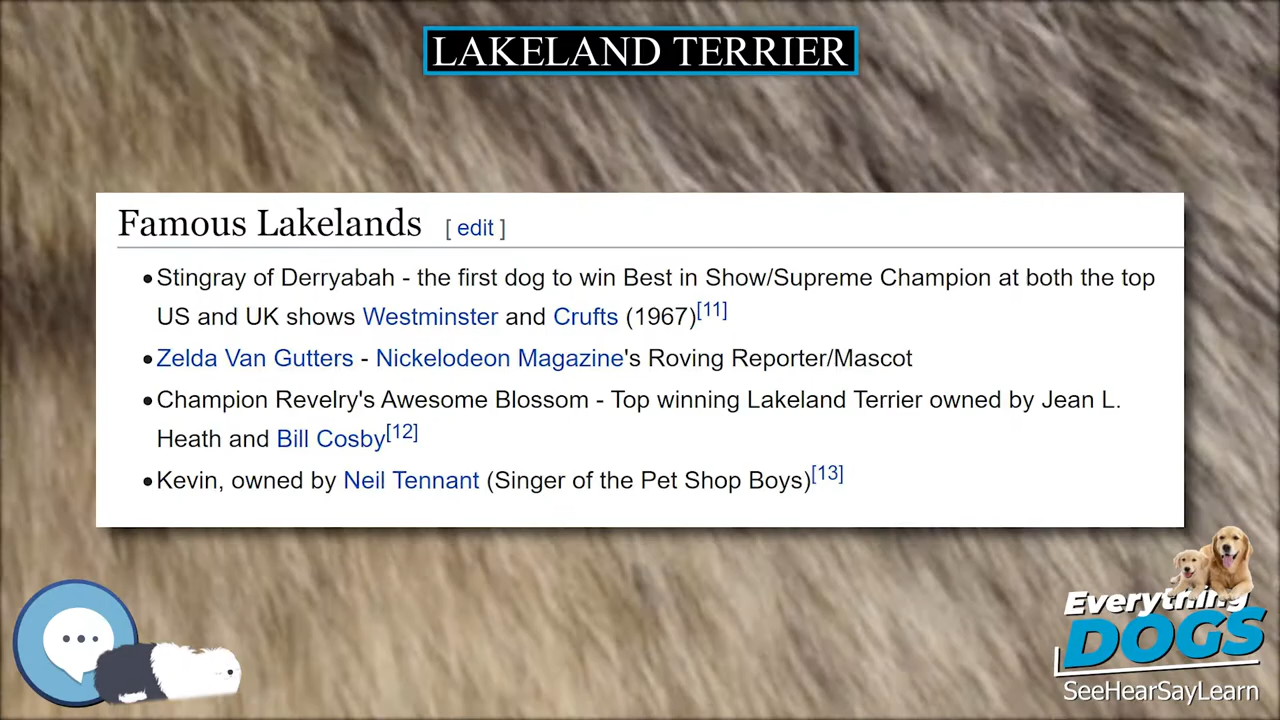 LAKELAND TERRIER
Famous Lakelands [ edit ]
•Stingray of Derryabah - the first dog to win Best in Show/Supreme Champion at both the top
US and UK shows Westminster and Crufts (1967)[11]
•Zelda Van Gutters - Nickelodeon Magazine's Roving Reporter/Mascot
•Champion Revelry's Awesome Blossom - Top winning Lakeland Terrier owned by Jean L.
Heath and Bill Cosby[12]
•Kevin, owned by Neil Tennant (Singer of the Pet Shop Boys)[13]
Everything
DOGS
SeeHearSayLearn